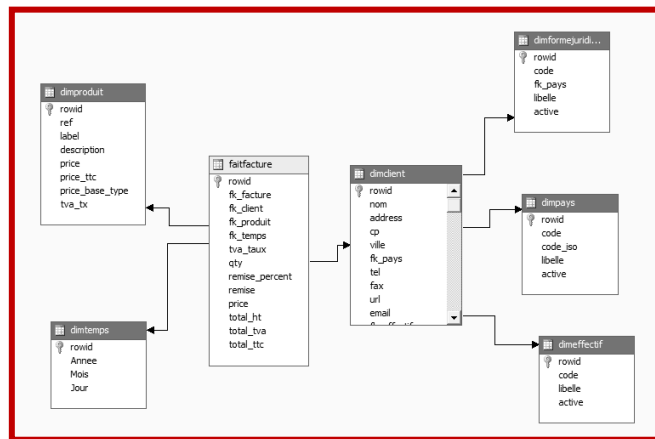 dimproduit
rowid
ref
label
description
price
price_ttc
price_base_type
tva_tx
dimtemps
rowid
Annee
Mois
Jour
faitfacture
rowid
fk_facture
fk_client
fk_produit
fk_temps
tva_taux
qty
remise_percent
remise
price
total_ht
total_tva
total_ttc
dimclient
rowid
nom
address
cp
ville
fk_pays
tel
fax
url
email
dimformejuridi...
rowid
code
fk_pays
libelle
active
dimpays
rowid
code
code_iso
libelle
active
dimeffectif
rowid
code
libelle
active